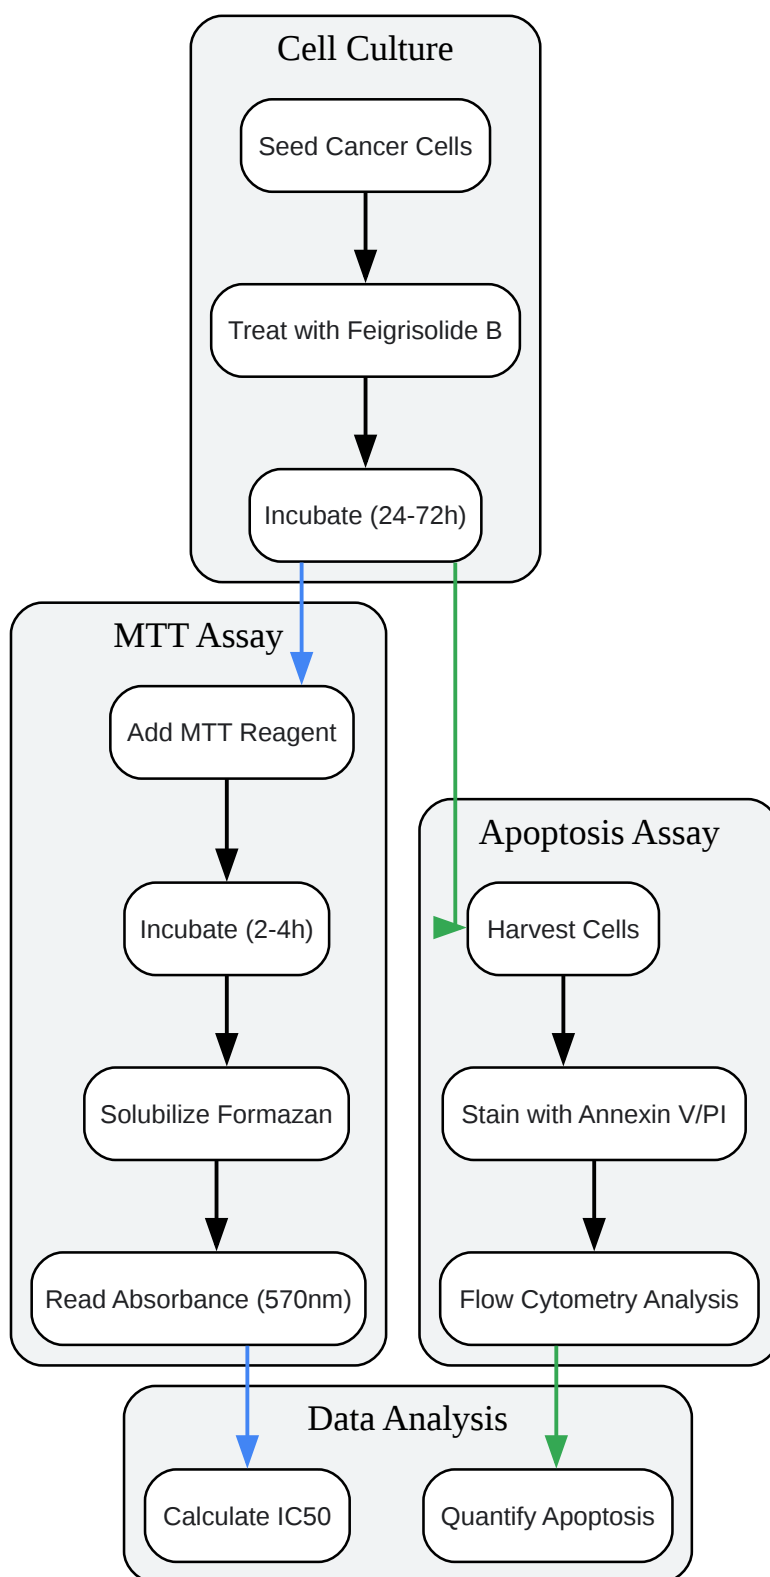 Cell Culture
Seed Cancer Cells
Treat with Feigrisolide B
Incubate (24-72h)
MTT Assay
Add MTT Reagent
Incubate (2-4h)
Solubilize Formazan
Read Absorbance (570nm)
Apoptosis Assay
Harvest Cells
Stain with Annexin V/PI
Flow Cytometry Analysis
Data Analysis
Calculate IC50
Quantify Apoptosis